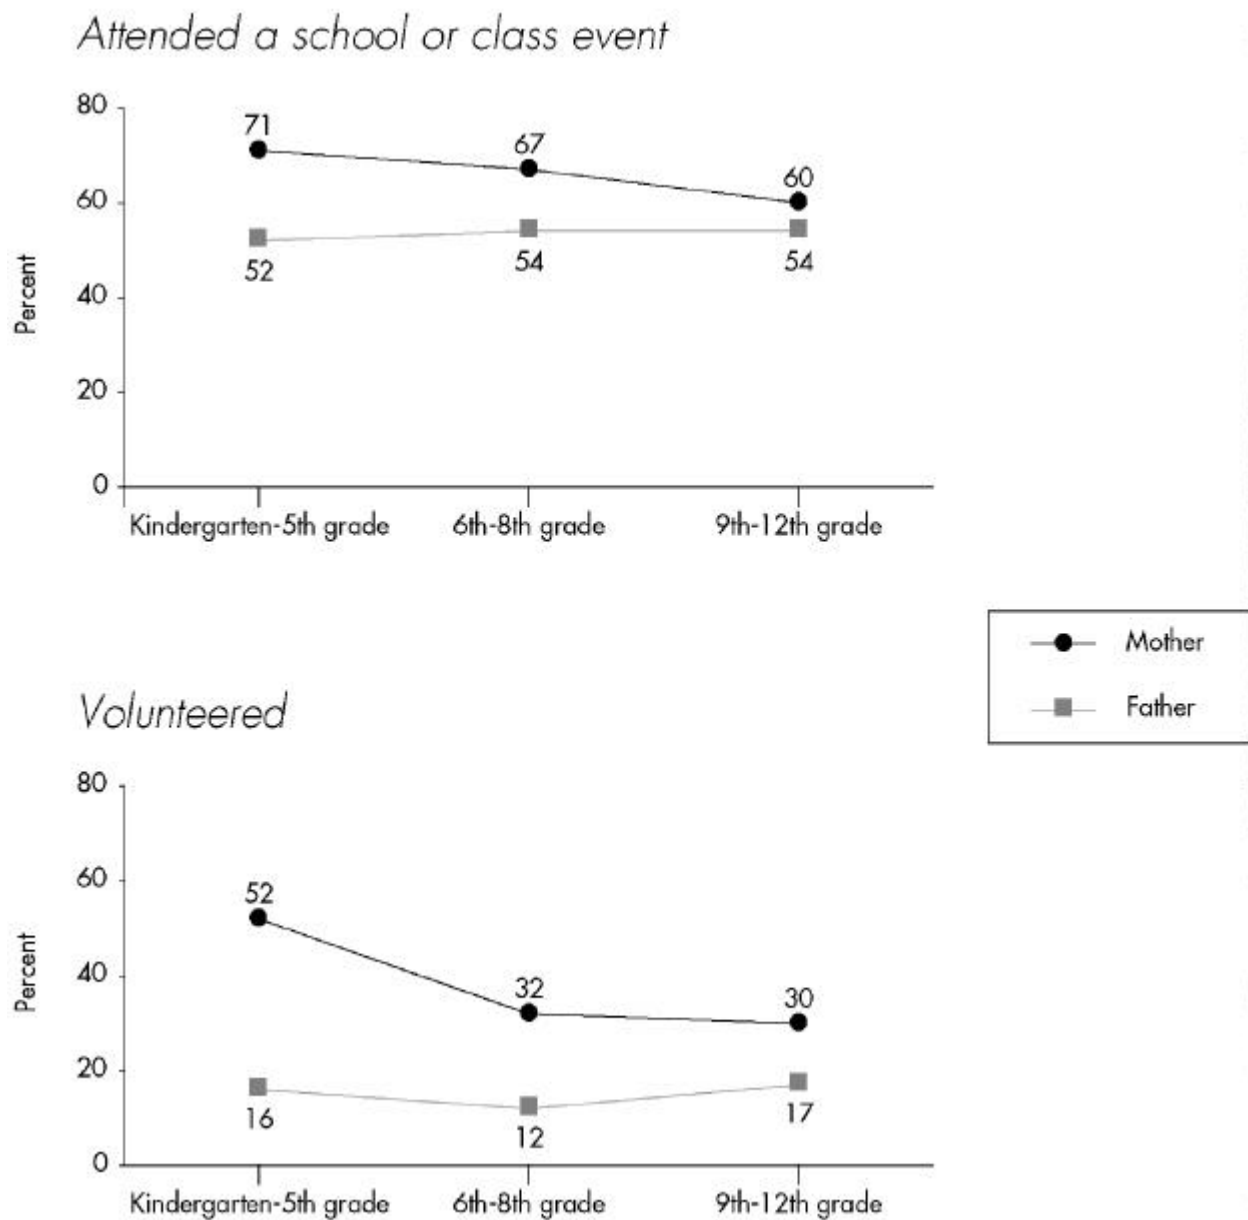 Attended a school or class event
80
71
67
60
60
52
54
54
40
20
0
Percent
Kindergarten-5th grade 6th-8th grade 9th-12th grade
Mother
Father
Volunteered
80
60
52
40
32
30
20
16
12
17
0
Percent
Kindergarten-5th grade 6th-8th grade 9th-12th grade